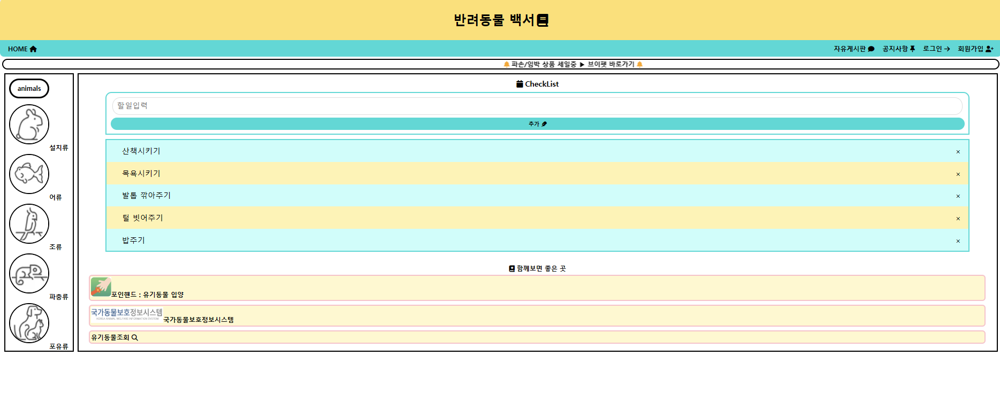 반려동물 백서
HOME 자유게시판 공지사항 로그인 회원가입
파손/임박 상품 세일중 ▶ 브이펫 바로가기
animals
설치류
어류
조류
파충류
포유류
CheckList
할일입력
추가
산책시키기 ×
목욕시키기 ×
발톱 깎아주기 ×
털 빗어주기 ×
밥주기 ×
함께보면 좋은 곳
포인핸드 : 유기동물 입양
국가동물보호정보시스템
KOREA ANIMAL WELFARE INFORMATION SYSTEM
국가동물보호정보시스템
유기동물조회